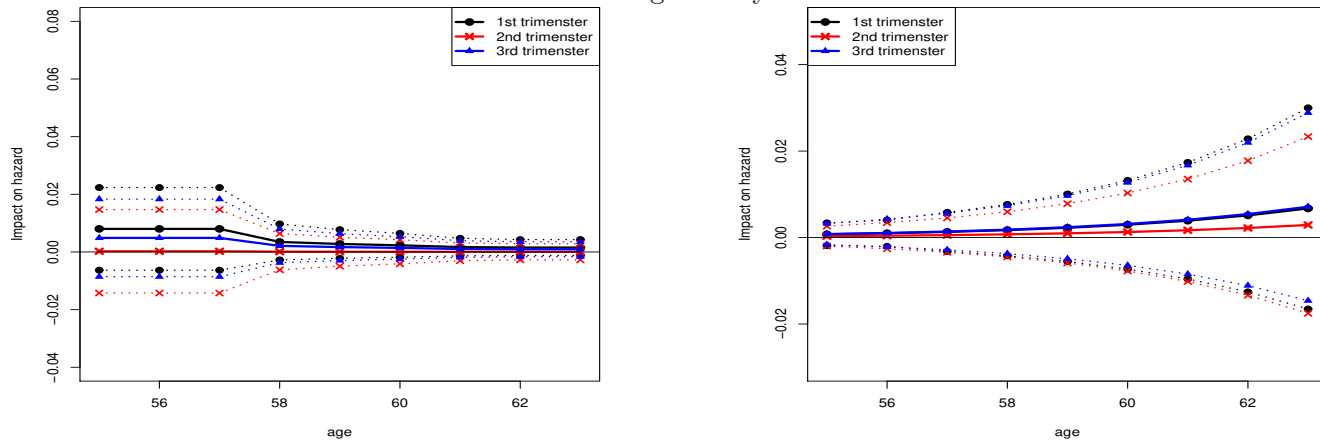 1st trimenster
2nd trimenster
3rd trimenster
Impact on hazard
0.08
0.06
0.04
0.02
0.00
−0.02
−0.04
56
58
60
62
age
1st trimenster
2nd trimenster
3rd trimenster
Impact on hazard
0.04
0.02
0.00
−0.02
56
58
60
62
age